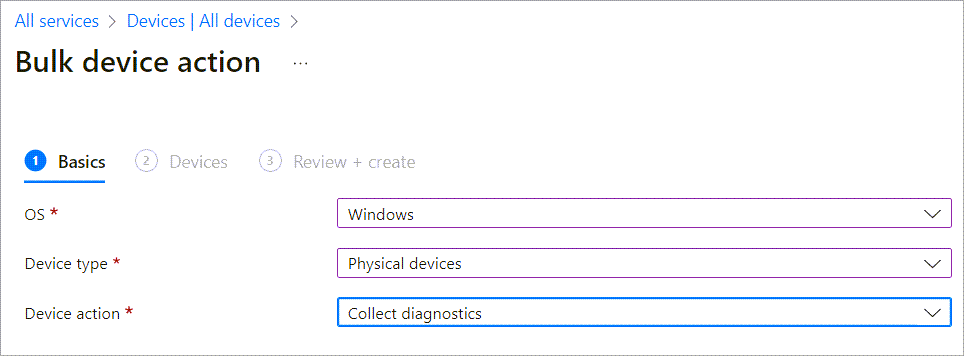 All services > Devices | All devices >
Bulk device action ...
1 Basics 2 Devices 3 Review + create
OS * Windows
Device type * Physical devices
Device action * Collect diagnostics